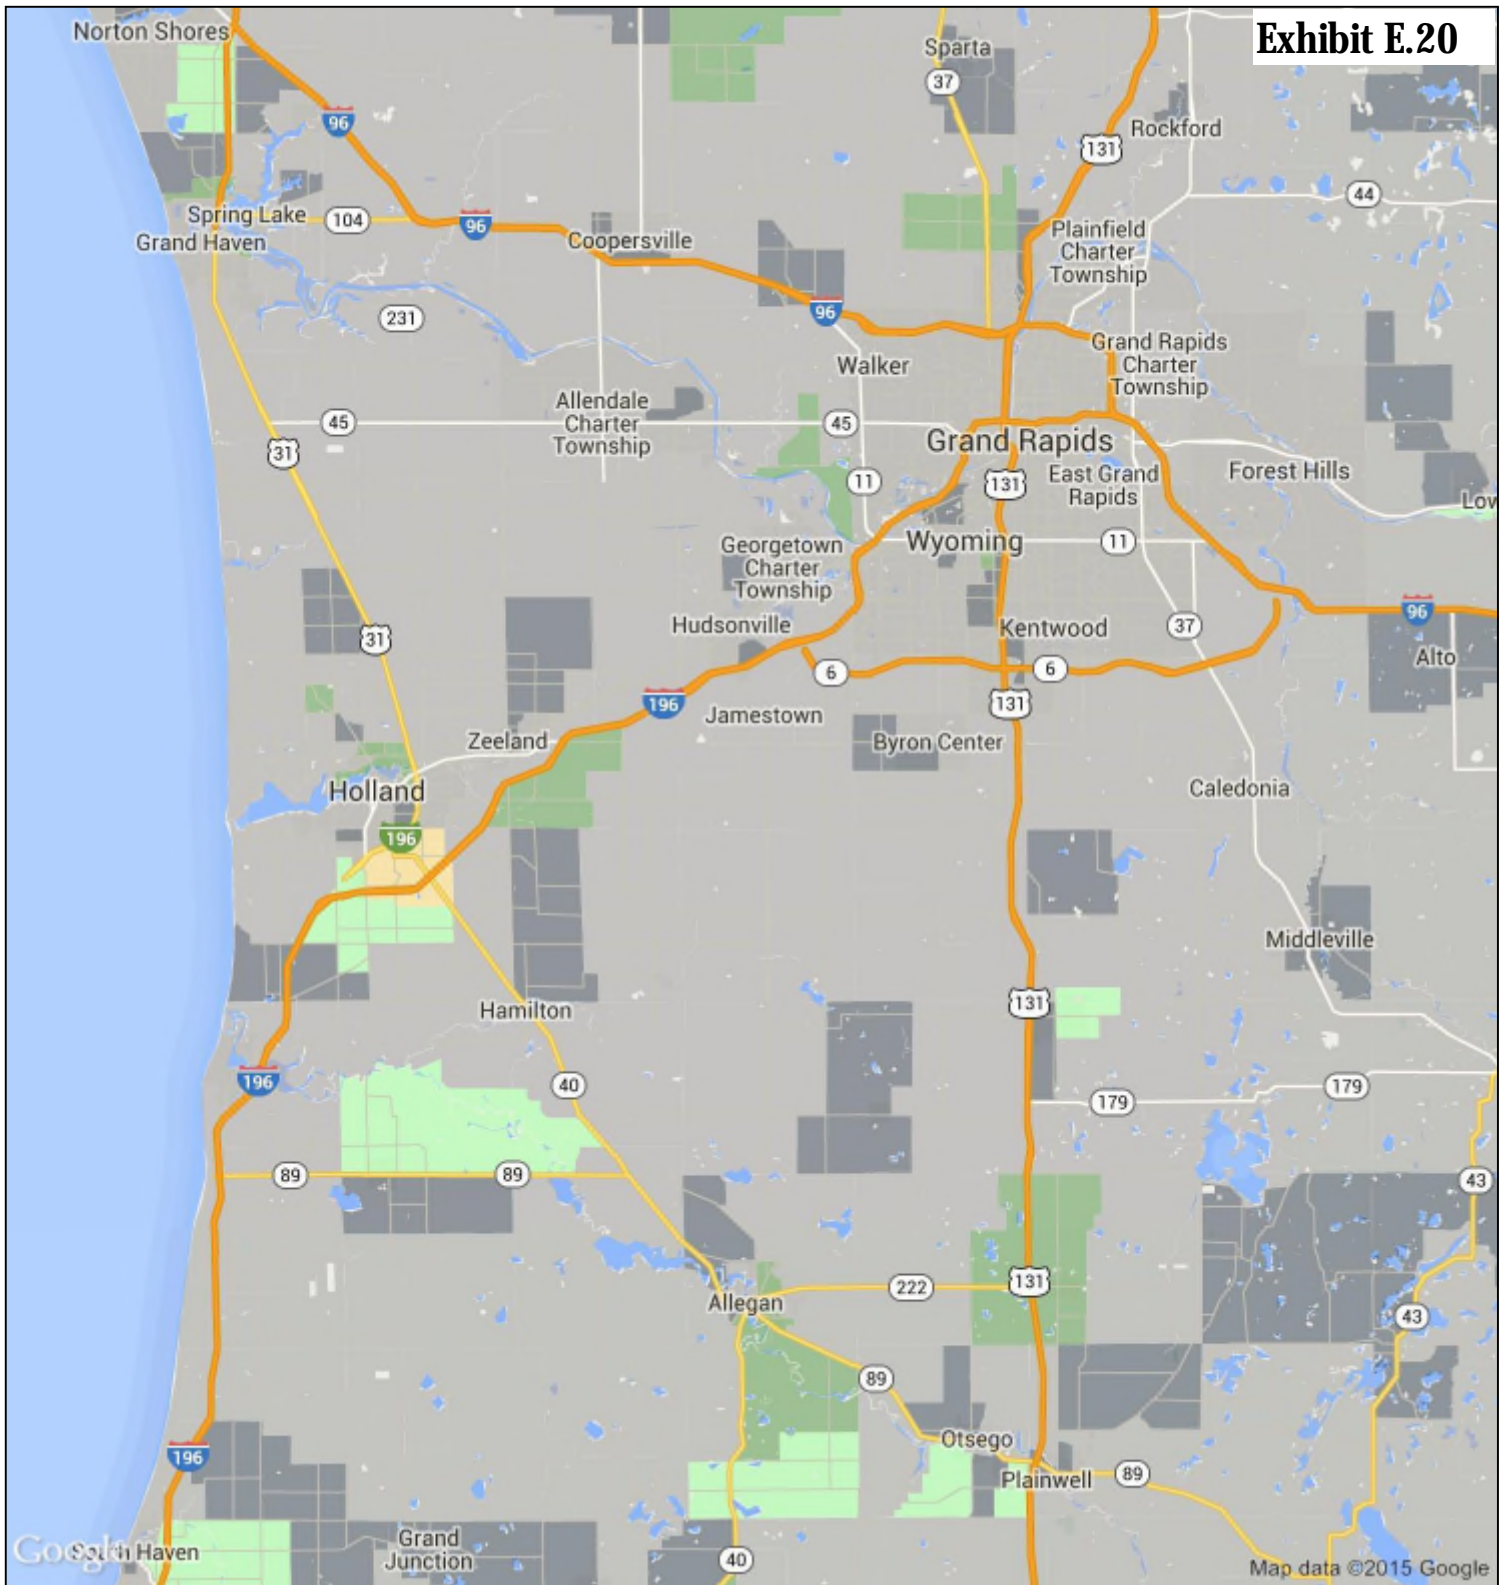 Exhibit E.20
Norton Shores
Sparta
37
96
131
Rockford
44
Spring Lake
104
96
Grand Haven
Coopersville
Plainfield
Charter
Township
231
96
Walker
Grand Rapids
Charter
Township
Allendale
Charter
Township
45
45
31
Grand Rapids
11
131
East Grand
Rapids
Forest Hills
Low
Georgetown
Charter
Township
Wyoming
11
96
31
Hudsonville
Kentwood
37
Alto
6
6
196
131
Jamestown
Zeeland
Byron Center
Holland
Caledonia
196
Middleville
Hamilton
131
196
40
179
179
89
89
43
Allegan
222
131
43
89
Otsego
Plainwell
89
196
Google
South Haven
Grand
Junction
40
Map data ©2015 Google